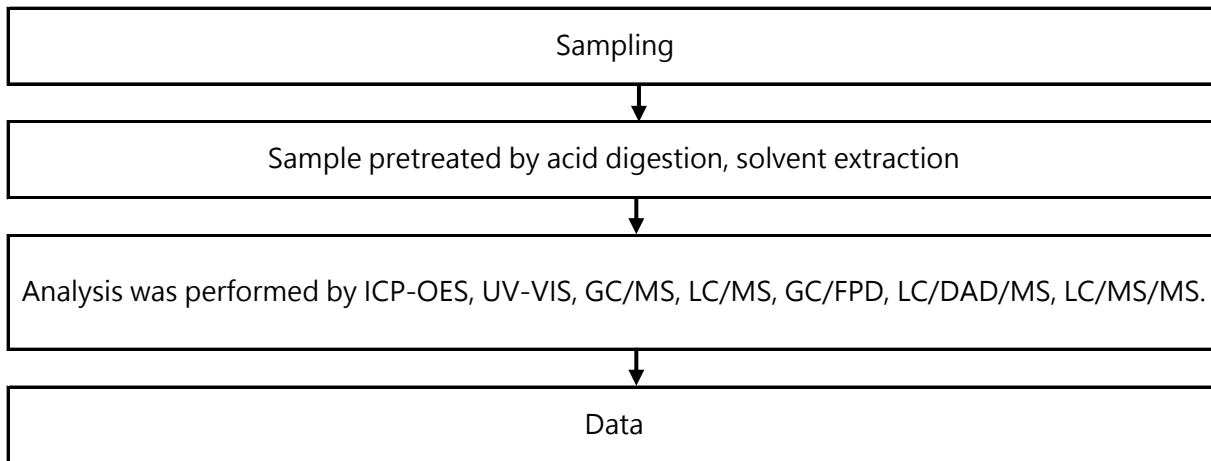 Sampling
Sample pretreated by acid digestion, solvent extraction
Analysis was performed by ICP-OES, UV-VIS, GC/MS, LC/MS, GC/FPD, LC/DAD/MS, LC/MS/MS.
Data